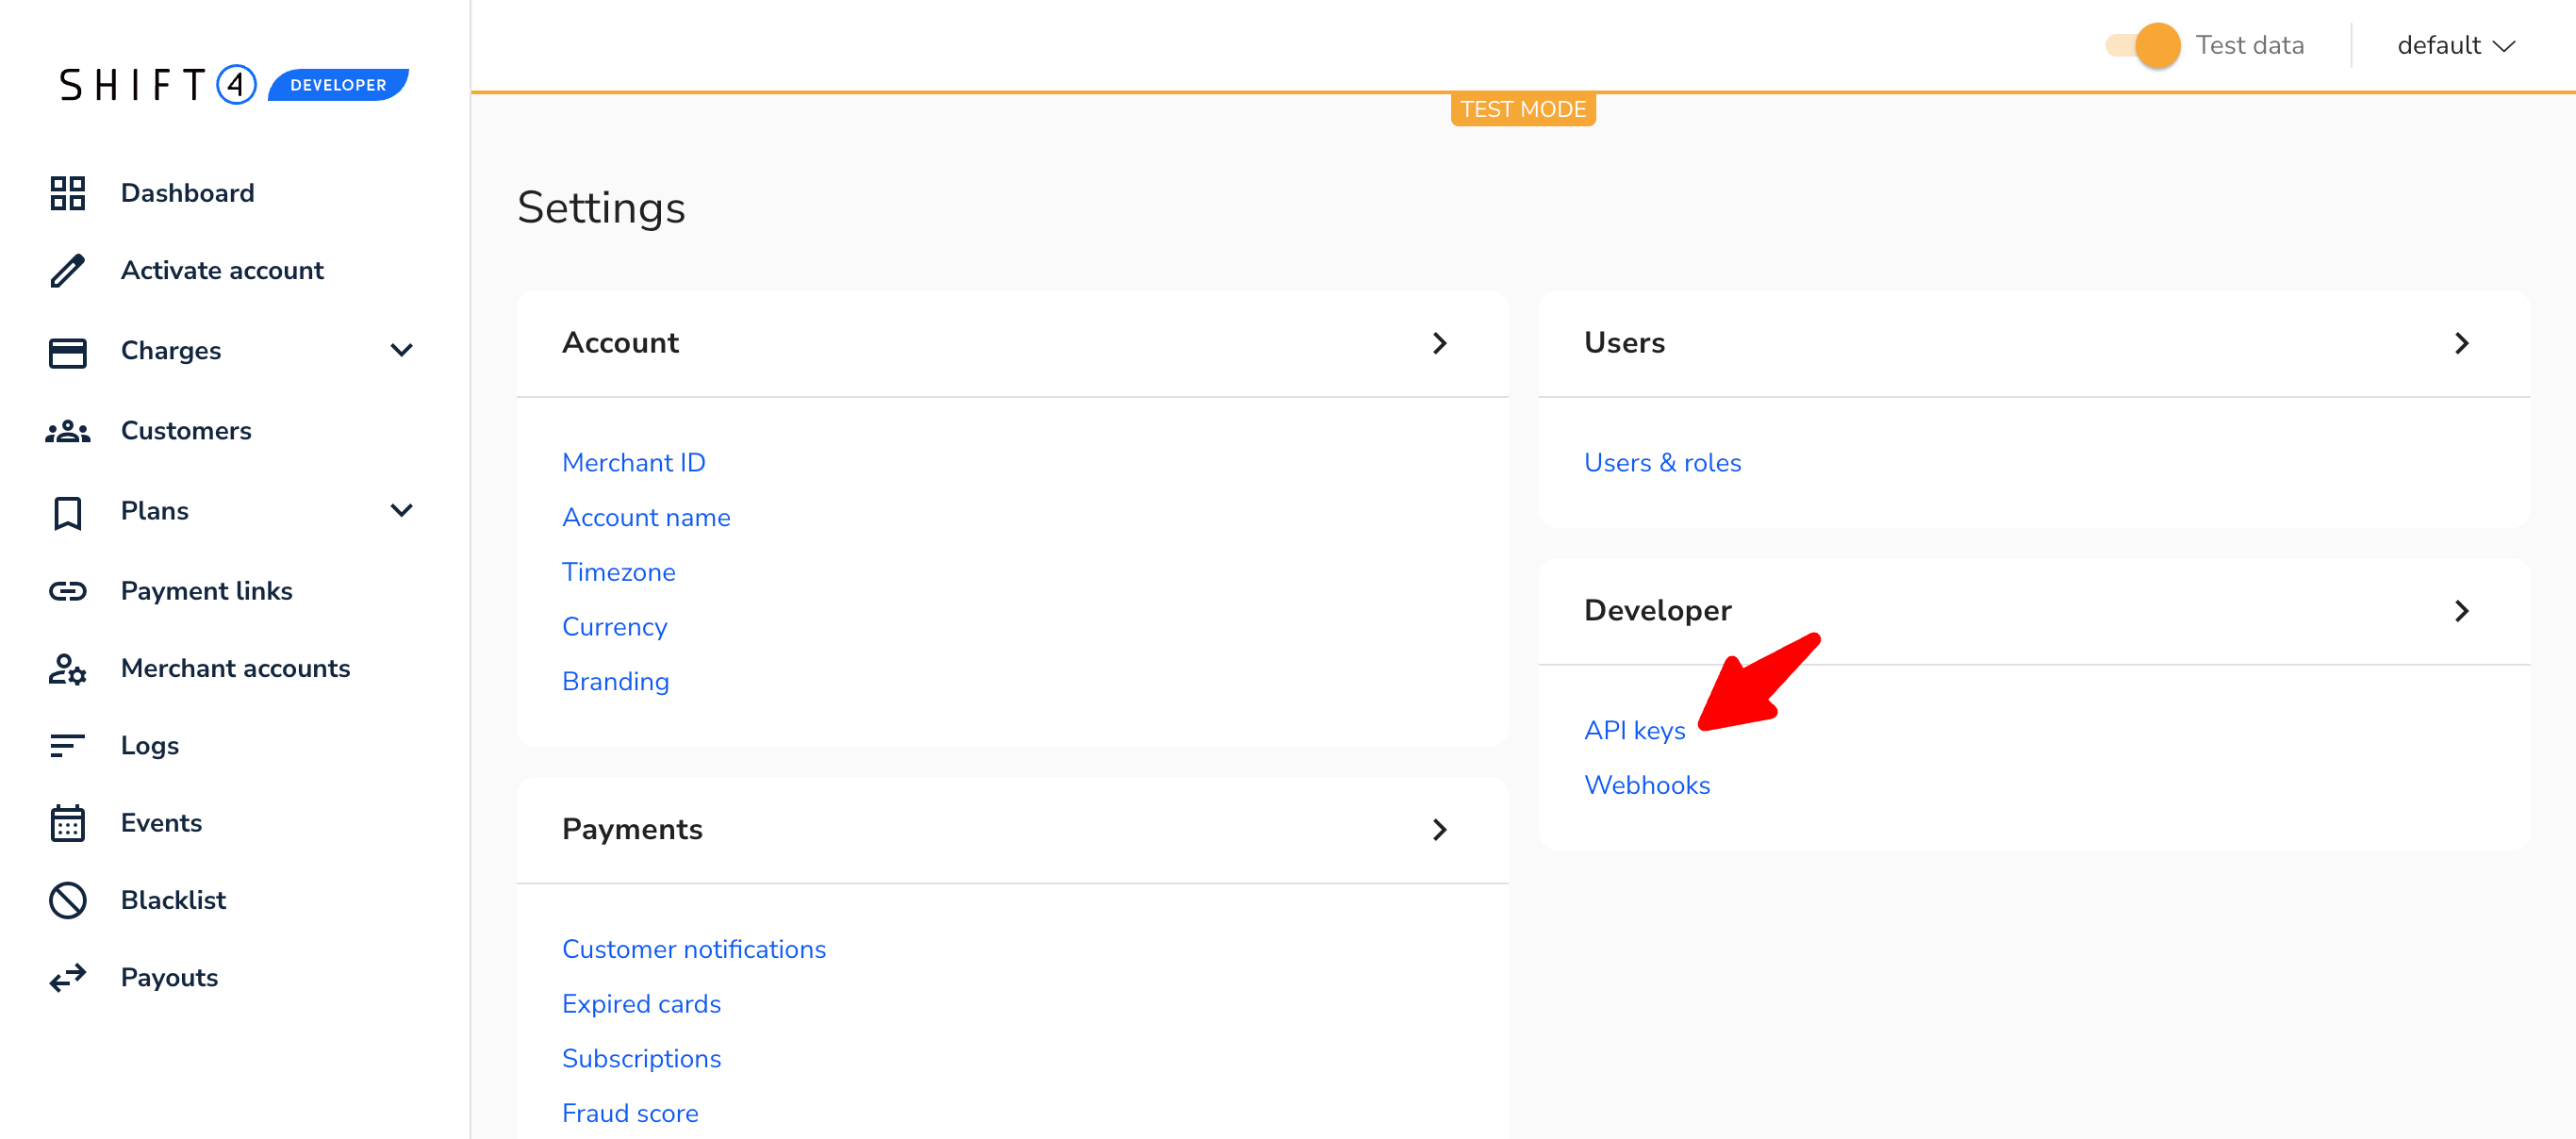 SHIFT4 DEVELOPER
Dashboard
Activate account
Charges
Customers
Plans
Payment links
Merchant accounts
Logs
Events
Blacklist
Payouts
Test data
default
TEST MODE
Settings
Account
Merchant ID
Account name
Timezone
Currency
Branding
Payments
Customer notifications
Expired cards
Subscriptions
Fraud score
Users
Users & roles
Developer
API keys
Webhooks